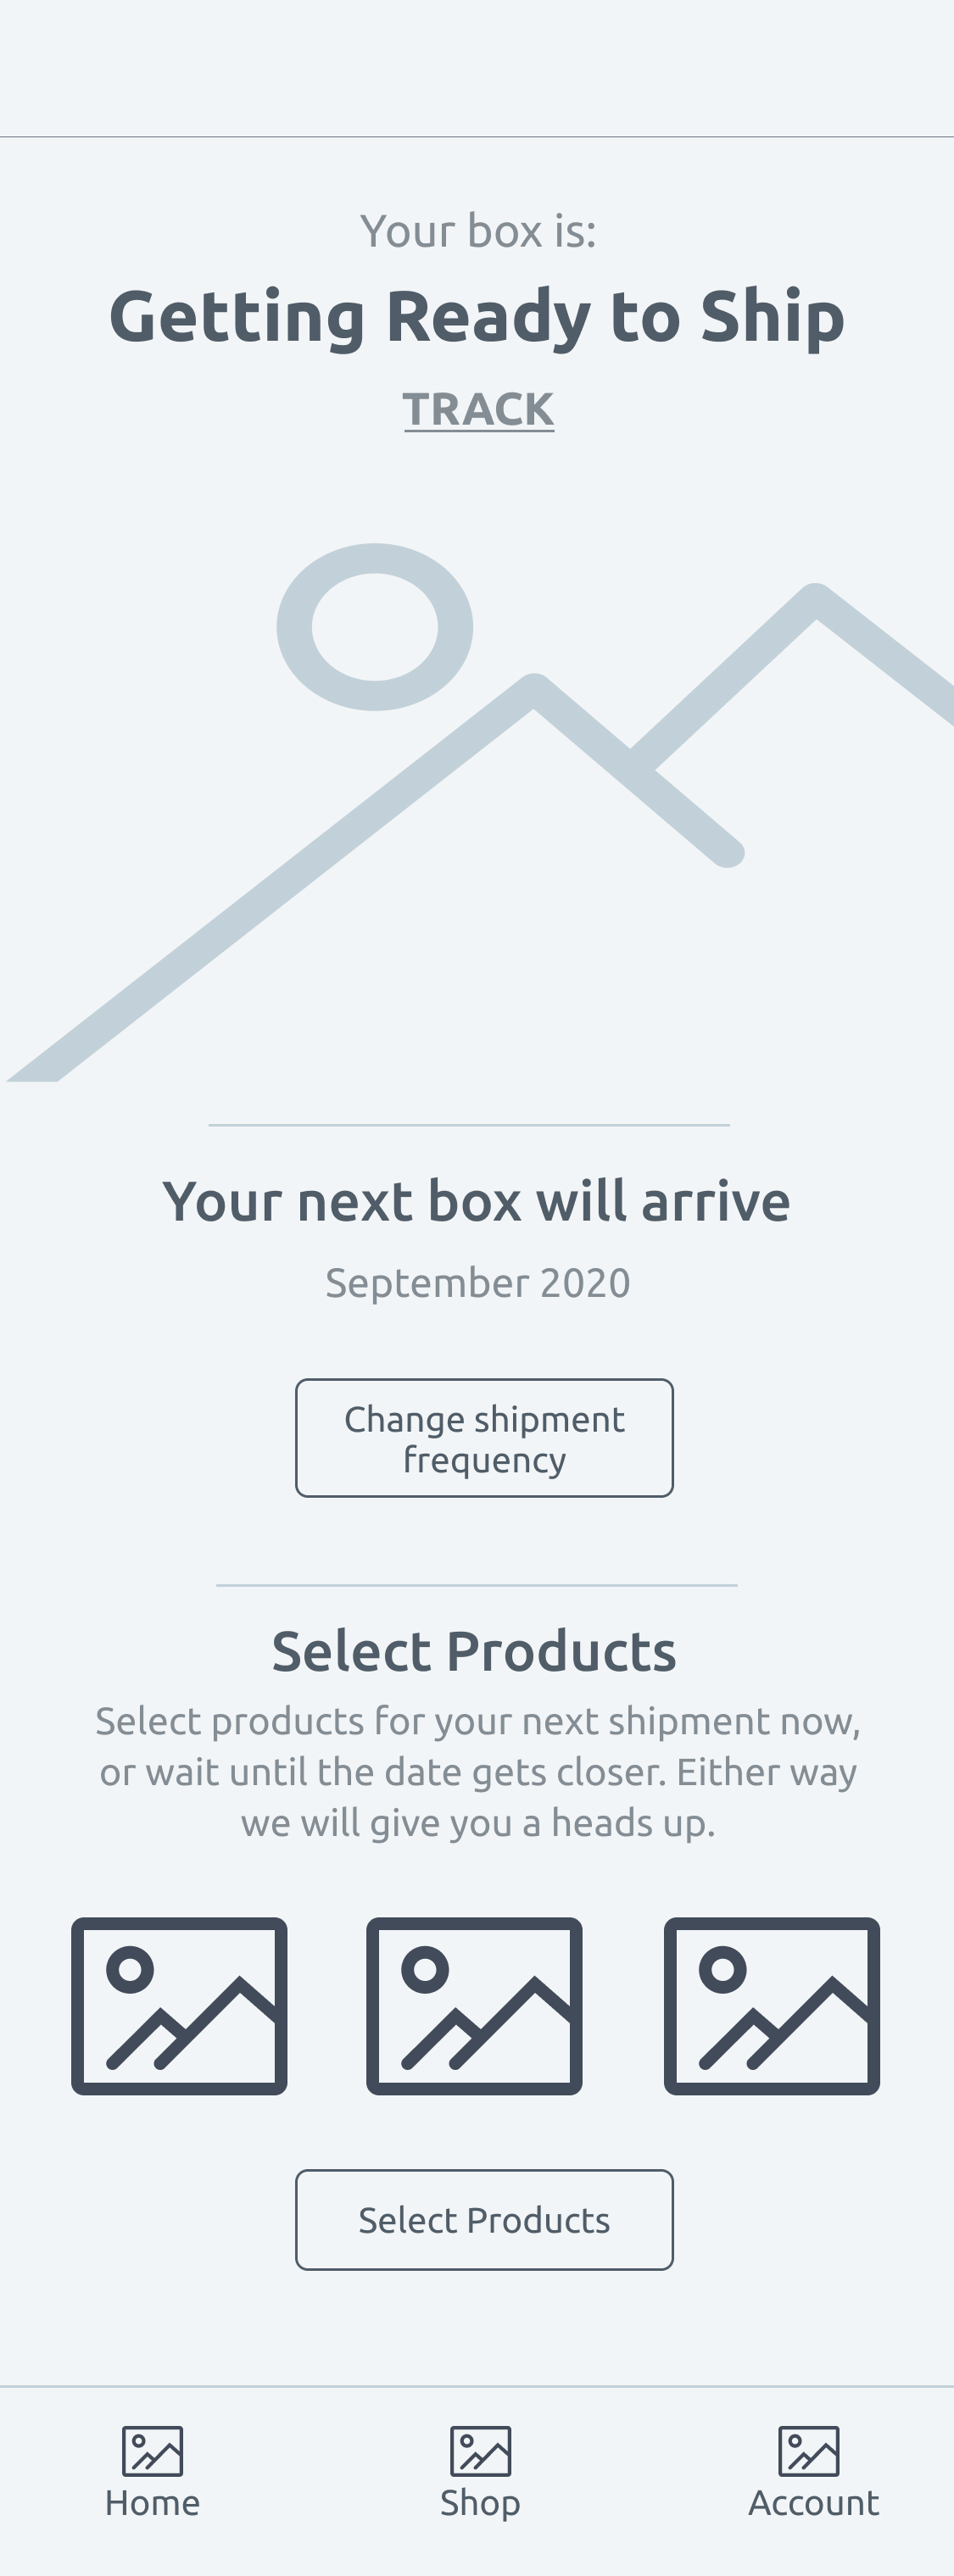 Your box is:
Getting Ready to Ship
TRACK
Your next box will arrive
September 2020
Change shipment
frequency
Select Products
Select products for your next shipment now,
or wait until the date gets closer. Either way
we will give you a heads up.
Select Products
Home
Shop
Account